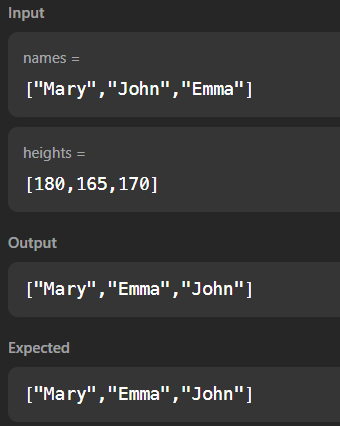 Input
names =
["Mary","John","Emma"]
heights =
[180,165,170]
Output
["Mary","Emma","John"]
Expected
["Mary","Emma","John"]